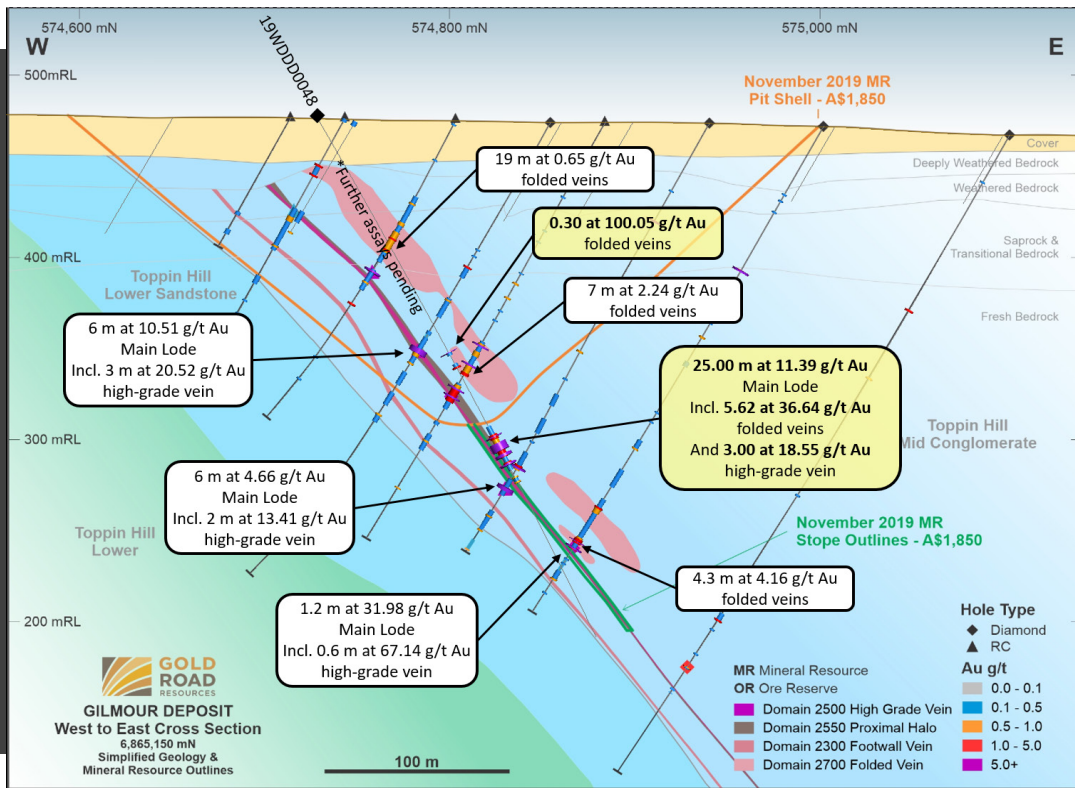 574,600 mN
574,800 mN
575,000 mN
W
E
19WDDD0048
500mRL
November 2019 MR
Pit Shell - A$1,850
Cover
Deeply Weathered Bedrock
Weathered Bedrock
Saprock &
Transitional Bedrock
Fresh Bedrock
*Further assays pending
19 m at 0.65 g/t Au
folded veins
0.30 at 100.05 g/t Au
folded veins
400mRL
Toppin Hill
Lower Sandstone
7 m at 2.24 g/t Au
folded veins
6 m at 10.51 g/t Au
Main Lode
Incl. 3 m at 20.52 g/t Au
high-grade vein
25.00 m at 11.39 g/t Au
Main Lode
Incl. 5.62 at 36.64 g/t Au
folded veins
And 3.00 at 18.55 g/t Au
high-grade vein
300mRL
Toppin Hill
Mid Conglomerate
6 m at 4.66 g/t Au
Main Lode
Incl. 2 m at 13.41 g/t Au
high-grade vein
Toppin Hill
Lower
November 2019 MR
Stope Outlines - A$1,850
4.3 m at 4.16 g/t Au
folded veins
1.2 m at 31.98 g/t Au
Main Lode
Incl. 0.6 m at 67.14 g/t Au
high-grade vein
200 mRL
GOLD
ROAD
RESOURCES
GILMOUR DEPOSIT
West to East Cross Section
6,865,150 mN
Simplified Geology &
Mineral Resource Outlines
100 m
MR Mineral Resource
OR Ore Reserve
Domain 2500 High Grade Vein
Domain 2550 Proximal Halo
Domain 2300 Footwall Vein
Domain 2700 Folded Vein
Hole Type
Diamond
RC
Au g/t
0.0 - 0.1
0.1 - 0.5
0.5 - 1.0
1.0 - 5.0
5.0+